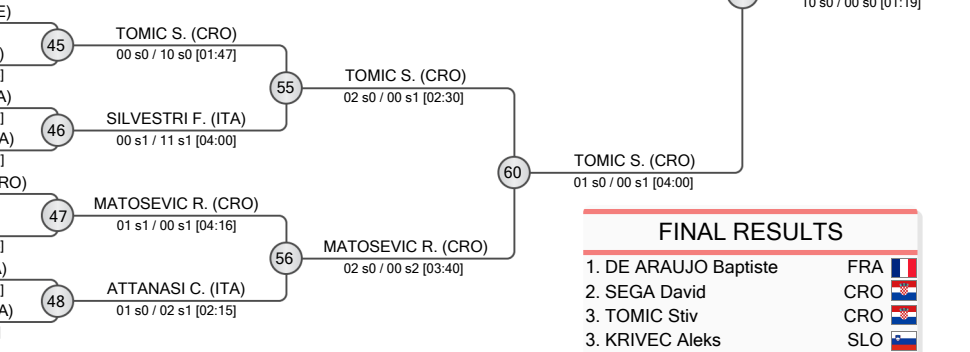 E)
10 s0 / 00 s0 [01:19]
45
TOMIC S. (CRO)
00 s0 / 10 s0 [01:47]
)
]
55
TOMIC S. (CRO)
02 s0 / 00 s1 [02:30]
A)
]
46
SILVESTRI F. (ITA)
00 s1 / 11 s1 [04:00]
A)
]
60
TOMIC S. (CRO)
01 s0 / 00 s1 [04:00]
RO)
47
MATOSEVIC R. (CRO)
01 s1 / 00 s1 [04:16]
]
56
MATOSEVIC R. (CRO)
02 s0 / 00 s2 [03:40]
)
]
48
ATTANASI C. (ITA)
01 s0 / 02 s1 [02:15]
A)
FINAL RESULTS
1. DE ARAUJO Baptiste FRA
2. SEGA David CRO
3. TOMIC Stiv CRO
3. KRIVEC Aleks SLO